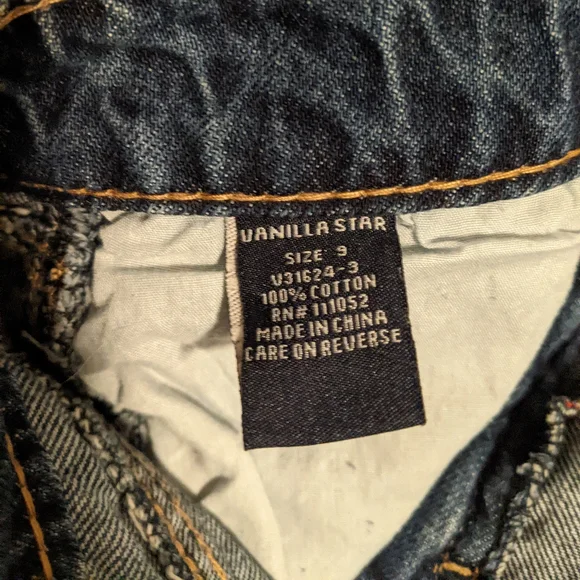 VANILLA STAR
SIZE 9
V31624-3
100% COTTON
RN# 111052
MADE IN CHINA
CARE ON REVERSE